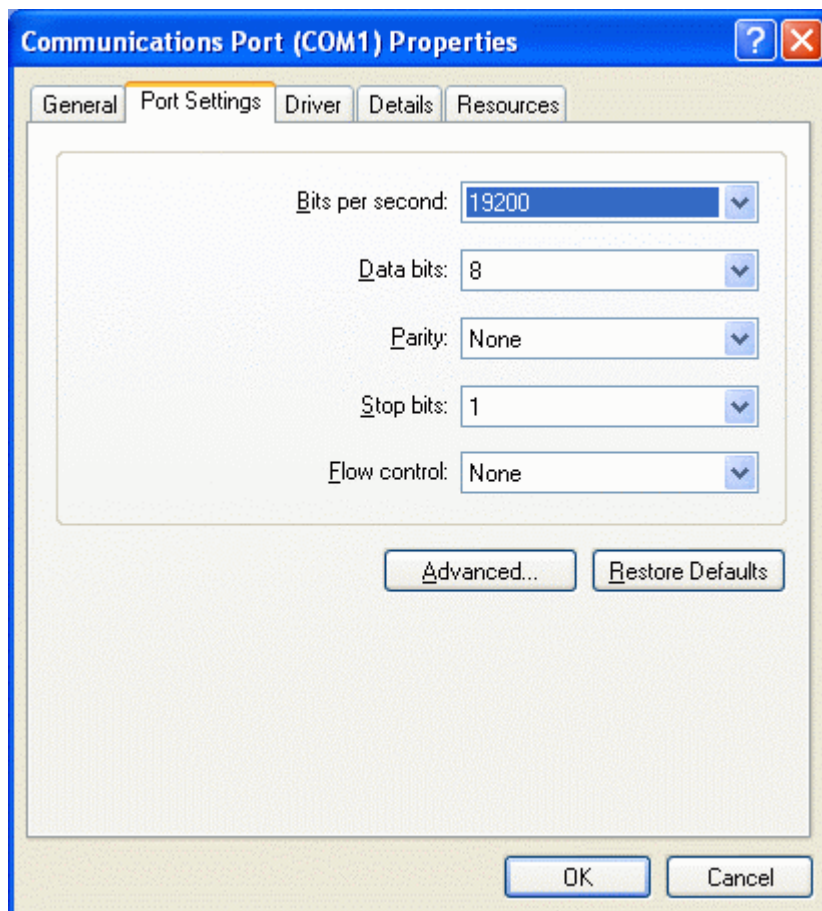 Communications Port (COM1) Properties
General Port Settings Driver Details Resources
Bits per second: 19200
Data bits: 8
Parity: None
Stop bits: 1
Flow control: None
Advanced... Restore Defaults
OK Cancel